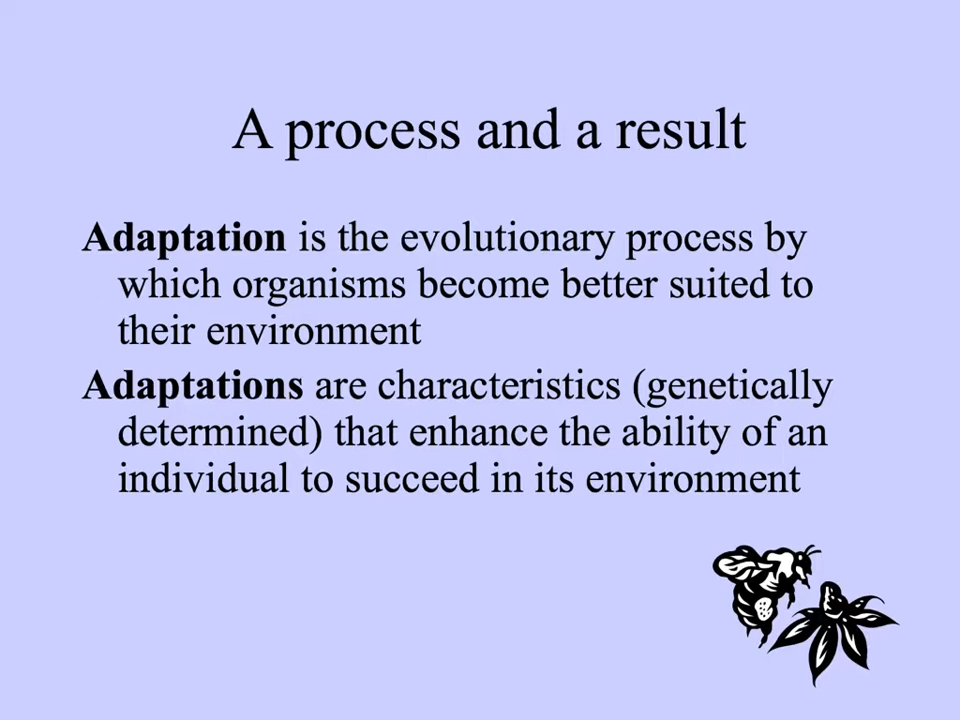 A process and a result
Adaptation is the evolutionary process by
which organisms become better suited to
their environment
Adaptations are characteristics (genetically
determined) that enhance the ability of an
individual to succeed in its environment